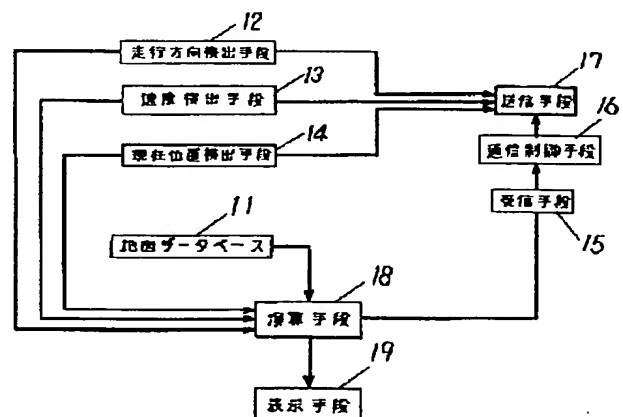 12
走行方向検出手段
13
17
速度検出手段
送信手段
16
14
現在位置検出手段
通信制御手段
受信手段
15
11
地図データベース
18
演算手段
19
表示手段